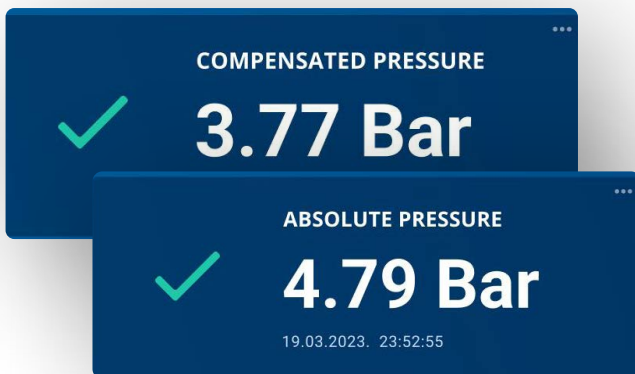 COMPENSATED PRESSURE
3.77 Bar
ABSOLUTE PRESSURE
4.79 Bar
19.03.2023. 23:52:55